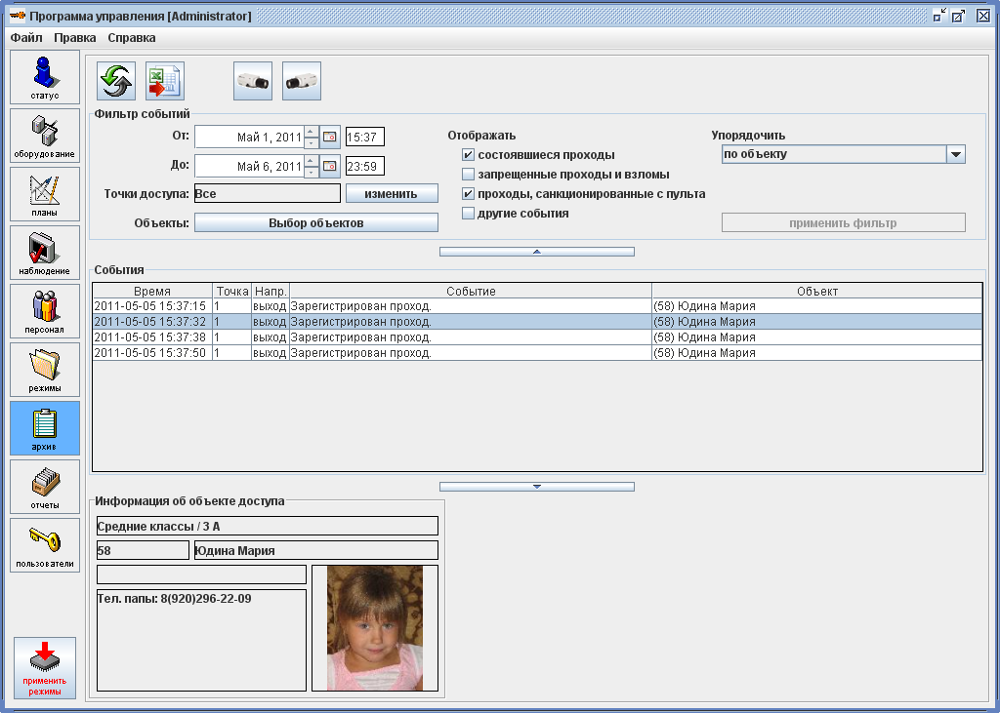 Программа управления [Administrator]
Файл Правка Справка
статус
оборудование
планы
наблюдение
персонал
режимы
архив
отчеты
пользователи
применить
режимы
Фильтр событий
От: Май 1, 2011 15:37
До: Май 6, 2011 23:59
Точки доступа: Все изменить
Объекты: Выбор объектов
Отображать
состоявшиеся проходы
запрещенные проходы и взломы
проходы, санкционированные с пульта
другие события
Упорядочить
по объекту
применить фильтр
События
Время Точка Напр. Событие Объект
2011-05-05 15:37:15 1 выход Зарегистрирован проход. (58) Юдина Мария
2011-05-05 15:37:32 1 выход Зарегистрирован проход. (58) Юдина Мария
2011-05-05 15:37:38 1 выход Зарегистрирован проход. (58) Юдина Мария
2011-05-05 15:37:50 1 выход Зарегистрирован проход. (58) Юдина Мария
Информация об объекте доступа
Средние классы / 3 А
58 Юдина Мария
Тел. папы: 8(920)296-22-09